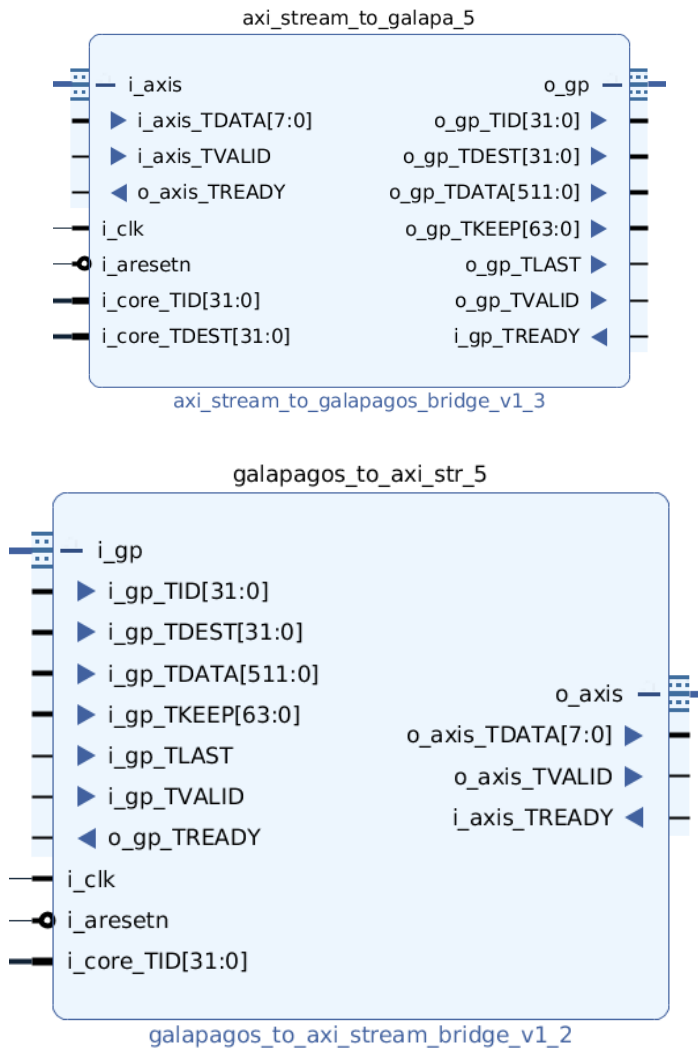 axi_stream_to_galapa_5
i_axis
o_gp
i_axis_TDATA[7:0]
o_gp_TID[31:0]
i_axis_TVALID
o_gp_TDEST[31:0]
o_axis_TREADY
o_gp_TDATA[511:0]
i_clk
o_gp_TKEEP[63:0]
i_aresetn
o_gp_TLAST
i_core_TID[31:0]
o_gp_TVALID
i_core_TDEST[31:0]
i_gp_TREADY
axi_stream_to_galapagos_bridge_v1_3
galapagos_to_axi_str_5
i_gp
i_gp_TID[31:0]
i_gp_TDEST[31:0]
i_gp_TDATA[511:0]
i_gp_TKEEP[63:0]
i_gp_TLAST
i_gp_TVALID
o_gp_TREADY
i_clk
i_aresetn
i_core_TID[31:0]
o_axis
o_axis_TDATA[7:0]
o_axis_TVALID
i_axis_TREADY
galapagos_to_axi_stream_bridge_v1_2